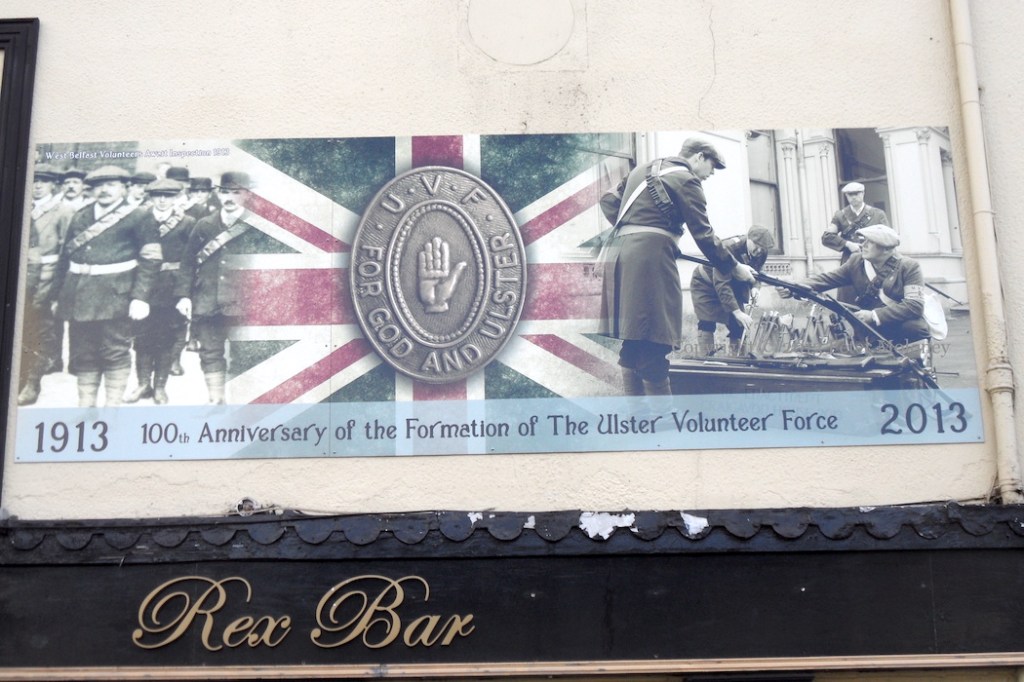 West Belfast Volunteers Await Inspection 1913
U·V·F·
FOR GOD AND ULSTER
1913 100th Anniversary of the Formation of The Ulster Volunteer Force 2013
Rex Bar